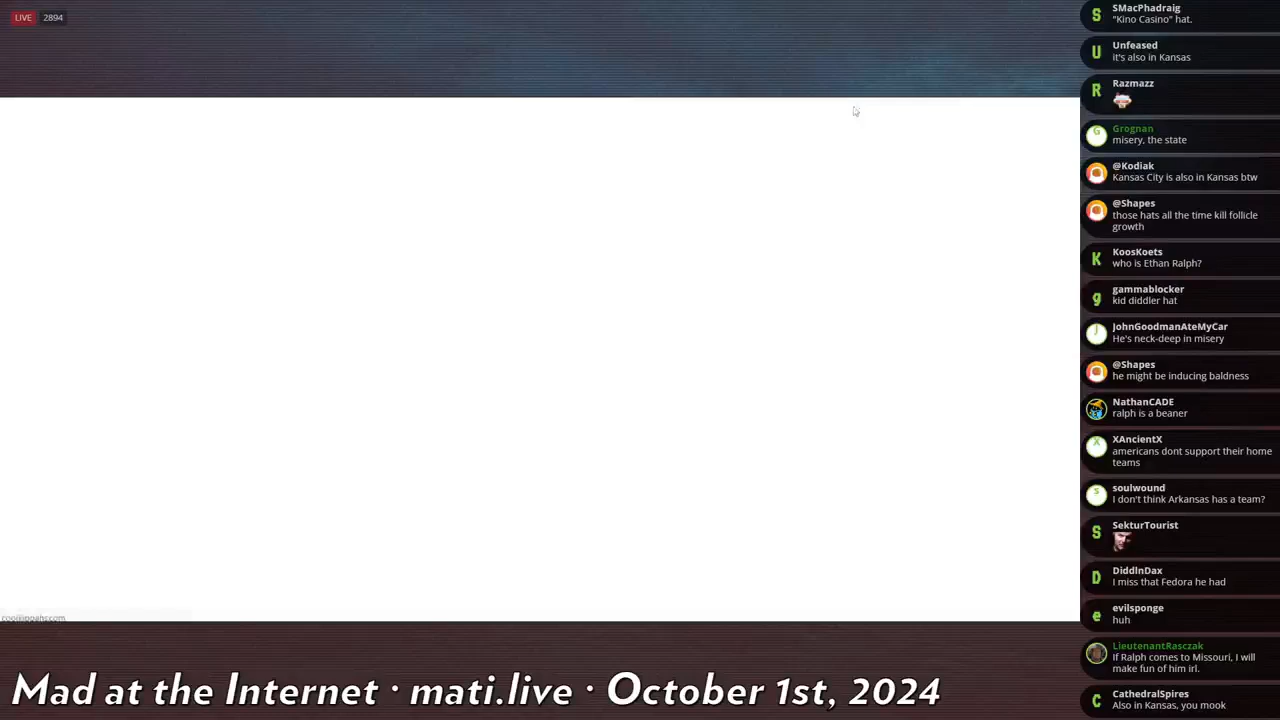 LIVE 2894
SMacPhadraig
"Kino Casino" hat.
Unfeased
it's also in Kansas
Razmazz
Grognan
misery, the state
@Kodiak
Kansas City is also in Kansas btw
@Shapes
those hats all the time kill follicle
growth
KoosKoets
who is Ethan Ralph?
gammablocker
kid diddler hat
JohnGoodmanAteMyCar
He's neck-deep in misery
@Shapes
he might be inducing baldness
NathanCADE
ralph is a beaner
XAncientX
americans dont support their home
teams
soulwound
I don't think Arkansas has a team?
SekturTourist
DiddlnDax
I miss that Fedora he had
evilsponge
huh
LieutenantRasczak
If Ralph comes to Missouri, I will
make fun of him irl.
CathedralSpires
Also in Kansas, you mook
Mad at the Internet · mati.live · October 1st, 2024